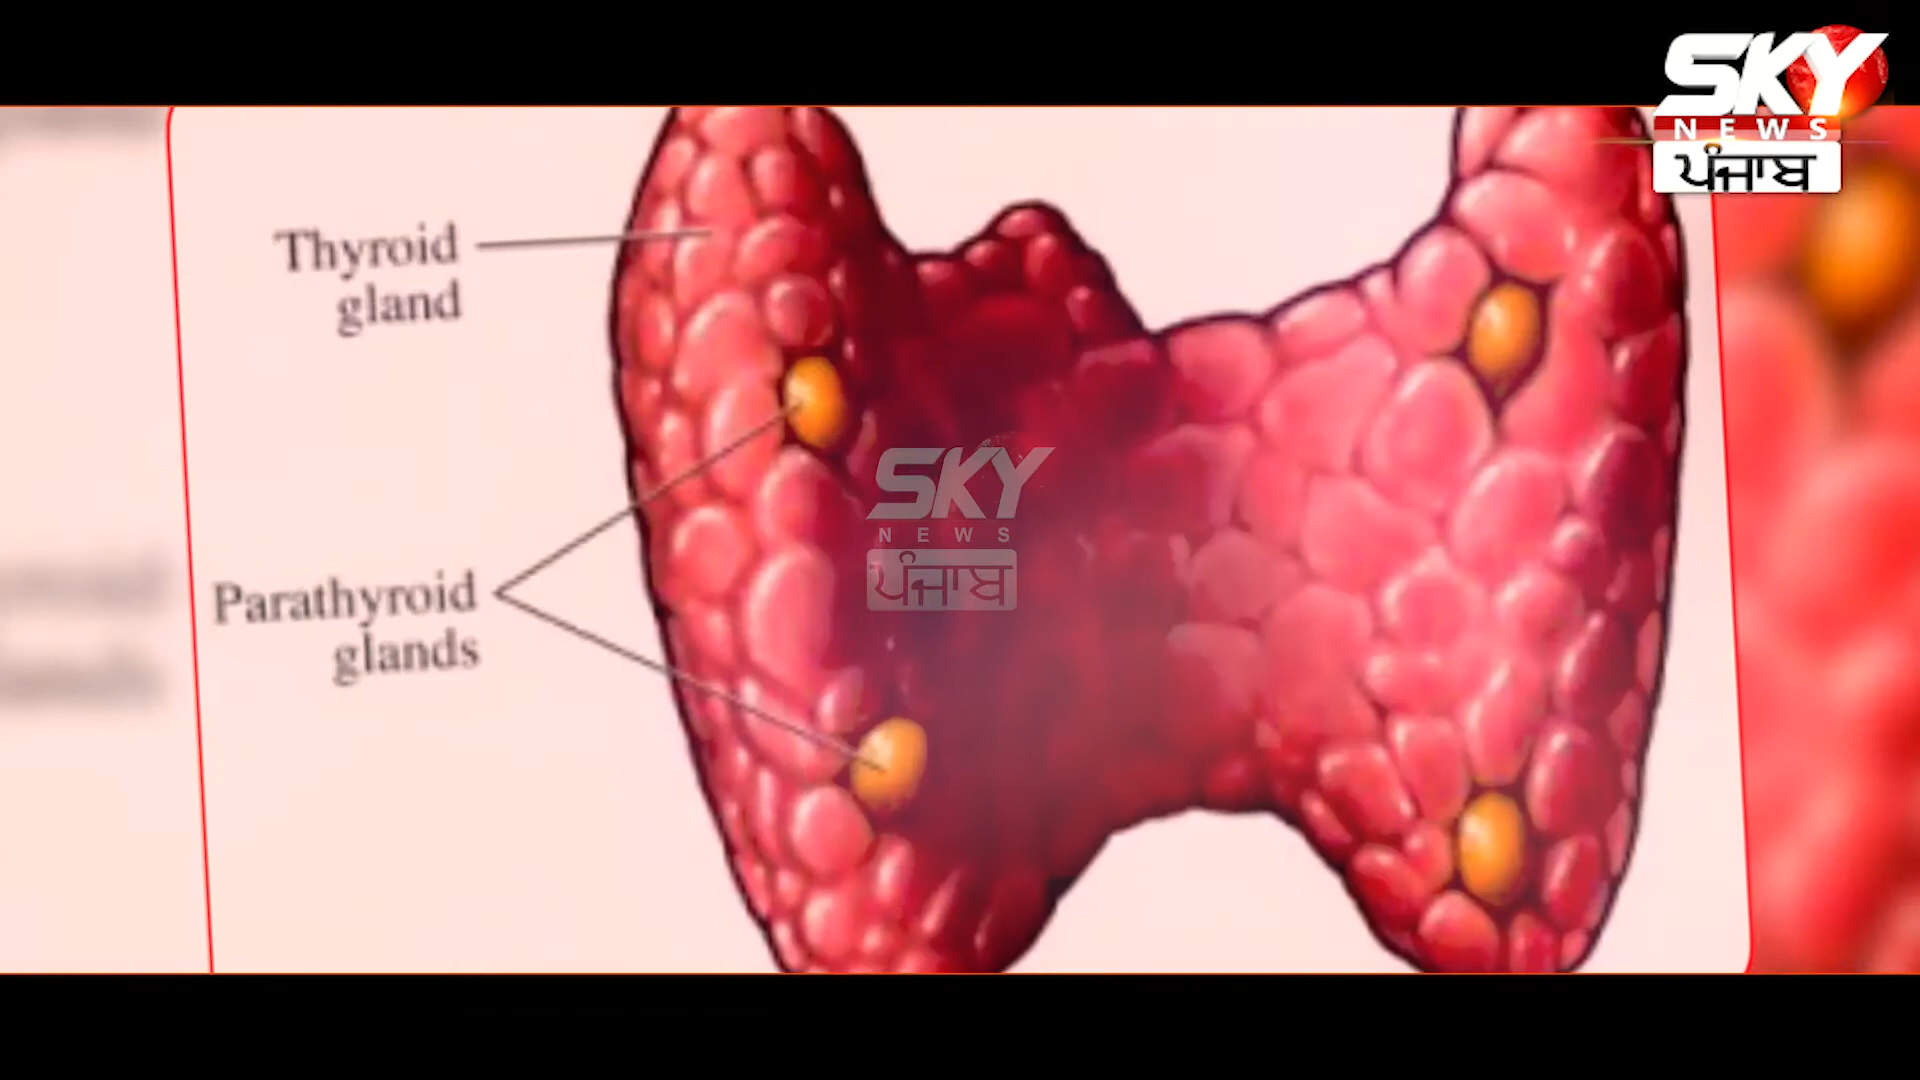 SKY
NEWS
ਪੰਜਾਬ
Thyroid
gland
SKY
NEWS
ਪੰਜਾਬ
Parathyroid
glands